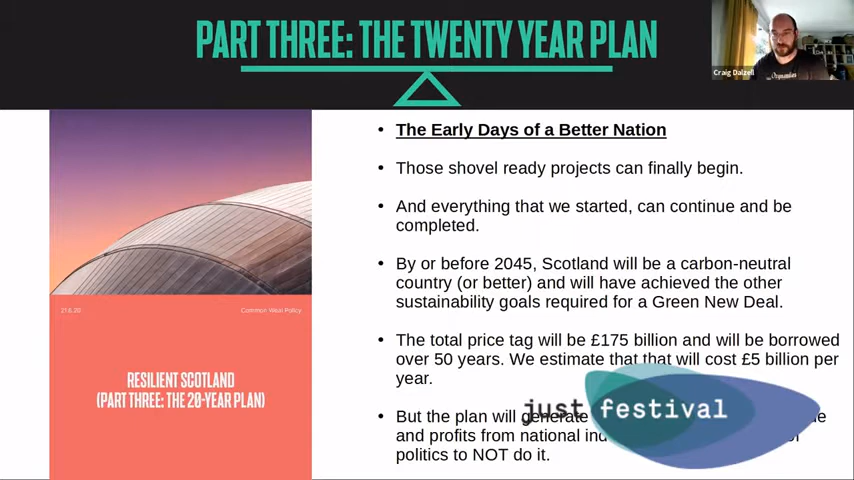 PART THREE: THE TWENTY YEAR PLAN
Craig Dalzell
• The Early Days of a Better Nation
• Those shovel ready projects can finally begin.
• And everything that we started, can continue and be
completed.
• By or before 2045, Scotland will be a carbon-neutral
country (or better) and will have achieved the other
sustainability goals required for a Green New Deal.
• The total price tag will be £175 billion and will be borrowed
over 50 years. We estimate that that will cost £5 billion per
year.
• But the plan will generate
and profits from national
politics to NOT do it.
21.6.20
Common Weal Policy
RESILIENT SCOTLAND
(PART THREE: THE 20-YEAR PLAN)
just festival